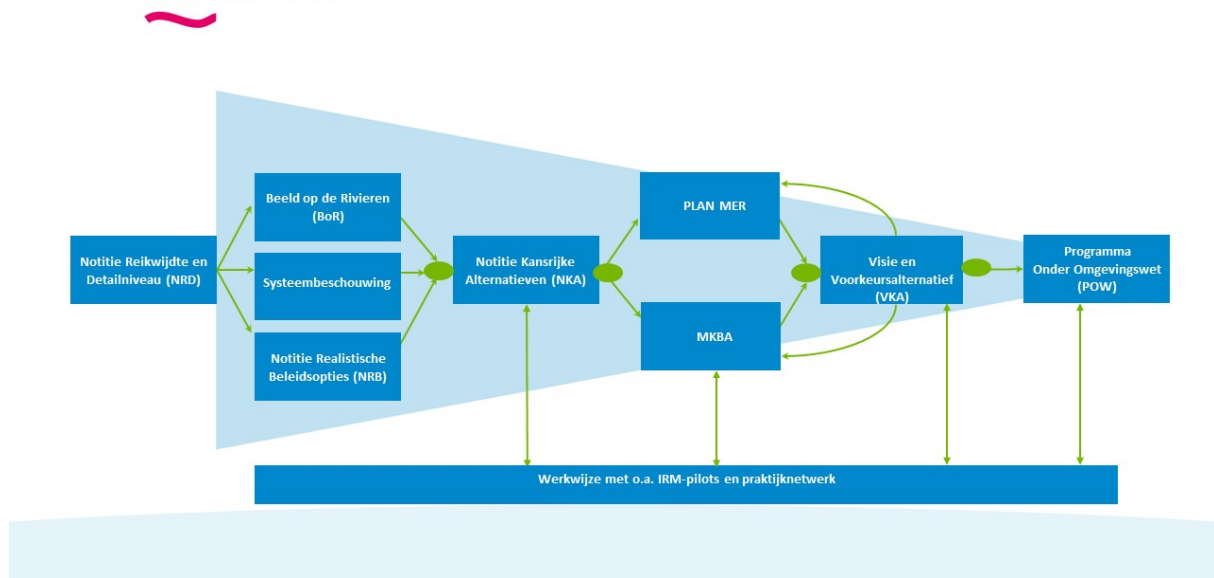 Notitie Reikwijdte en
Detailniveau (NRD)
Beeld op de Rivieren
(BoR)
Systeembeschouwing
Notitie Realistische
Beleidsopties (NRB)
Notitie Kansrijke
Alternatieven (NKA)
PLAN MER
MKBA
Visie en
Voorkeursalternatief
(VKA)
Programma
Onder Omgevingswet
(POW)
Werkwijze met o.a. IRM-pilots en praktijknetwerk